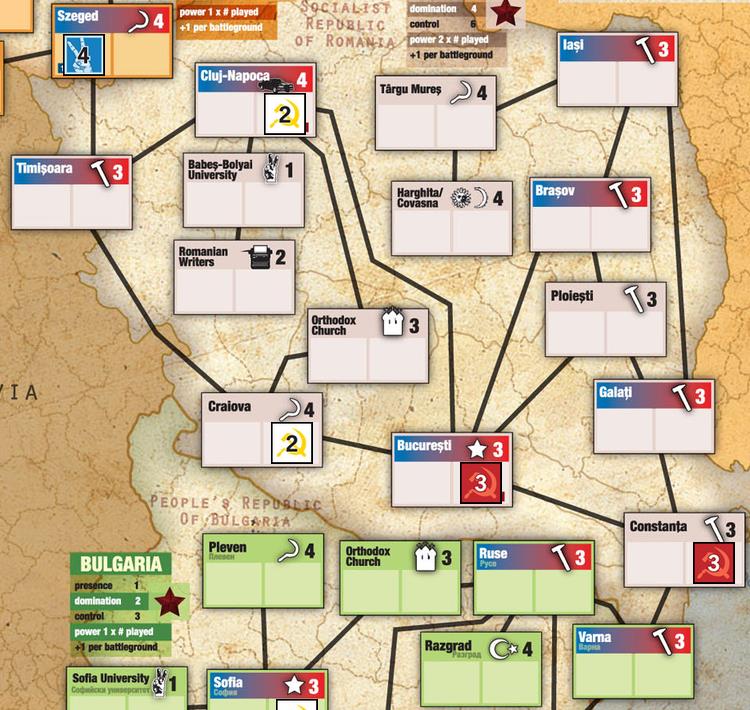 Szeged 4
4
power 1 x # played
+1 per battleground
SOCIALIST
REPUBLIC
OF ROMANIA
domination 4
control 6
power 2 x # played
+1 per battleground
Iași 3
Cluj-Napoca 4
2
Târgu Mureș 4
Timișoara 3
Babeș-Bolyai
University 1
Harghita/
Covasna 4
Brașov 3
Romanian
Writers 2
Ploiești 3
Orthodox
Church 3
VIA
Galați 3
Craiova 4
2
București 3
3
PEOPLE'S REPUBLIC
OF BULGARIA
Constanța 3
3
BULGARIA
presence 1
domination 2
control 3
power 1 x # played
+1 per battleground
Pleven 4
Плевен
Orthodox
Church 3
Ruse 3
Русе
Razgrad 4
Разград
Varna 3
Варна
Sofia University 1
Софийски университет
Sofia 3
София